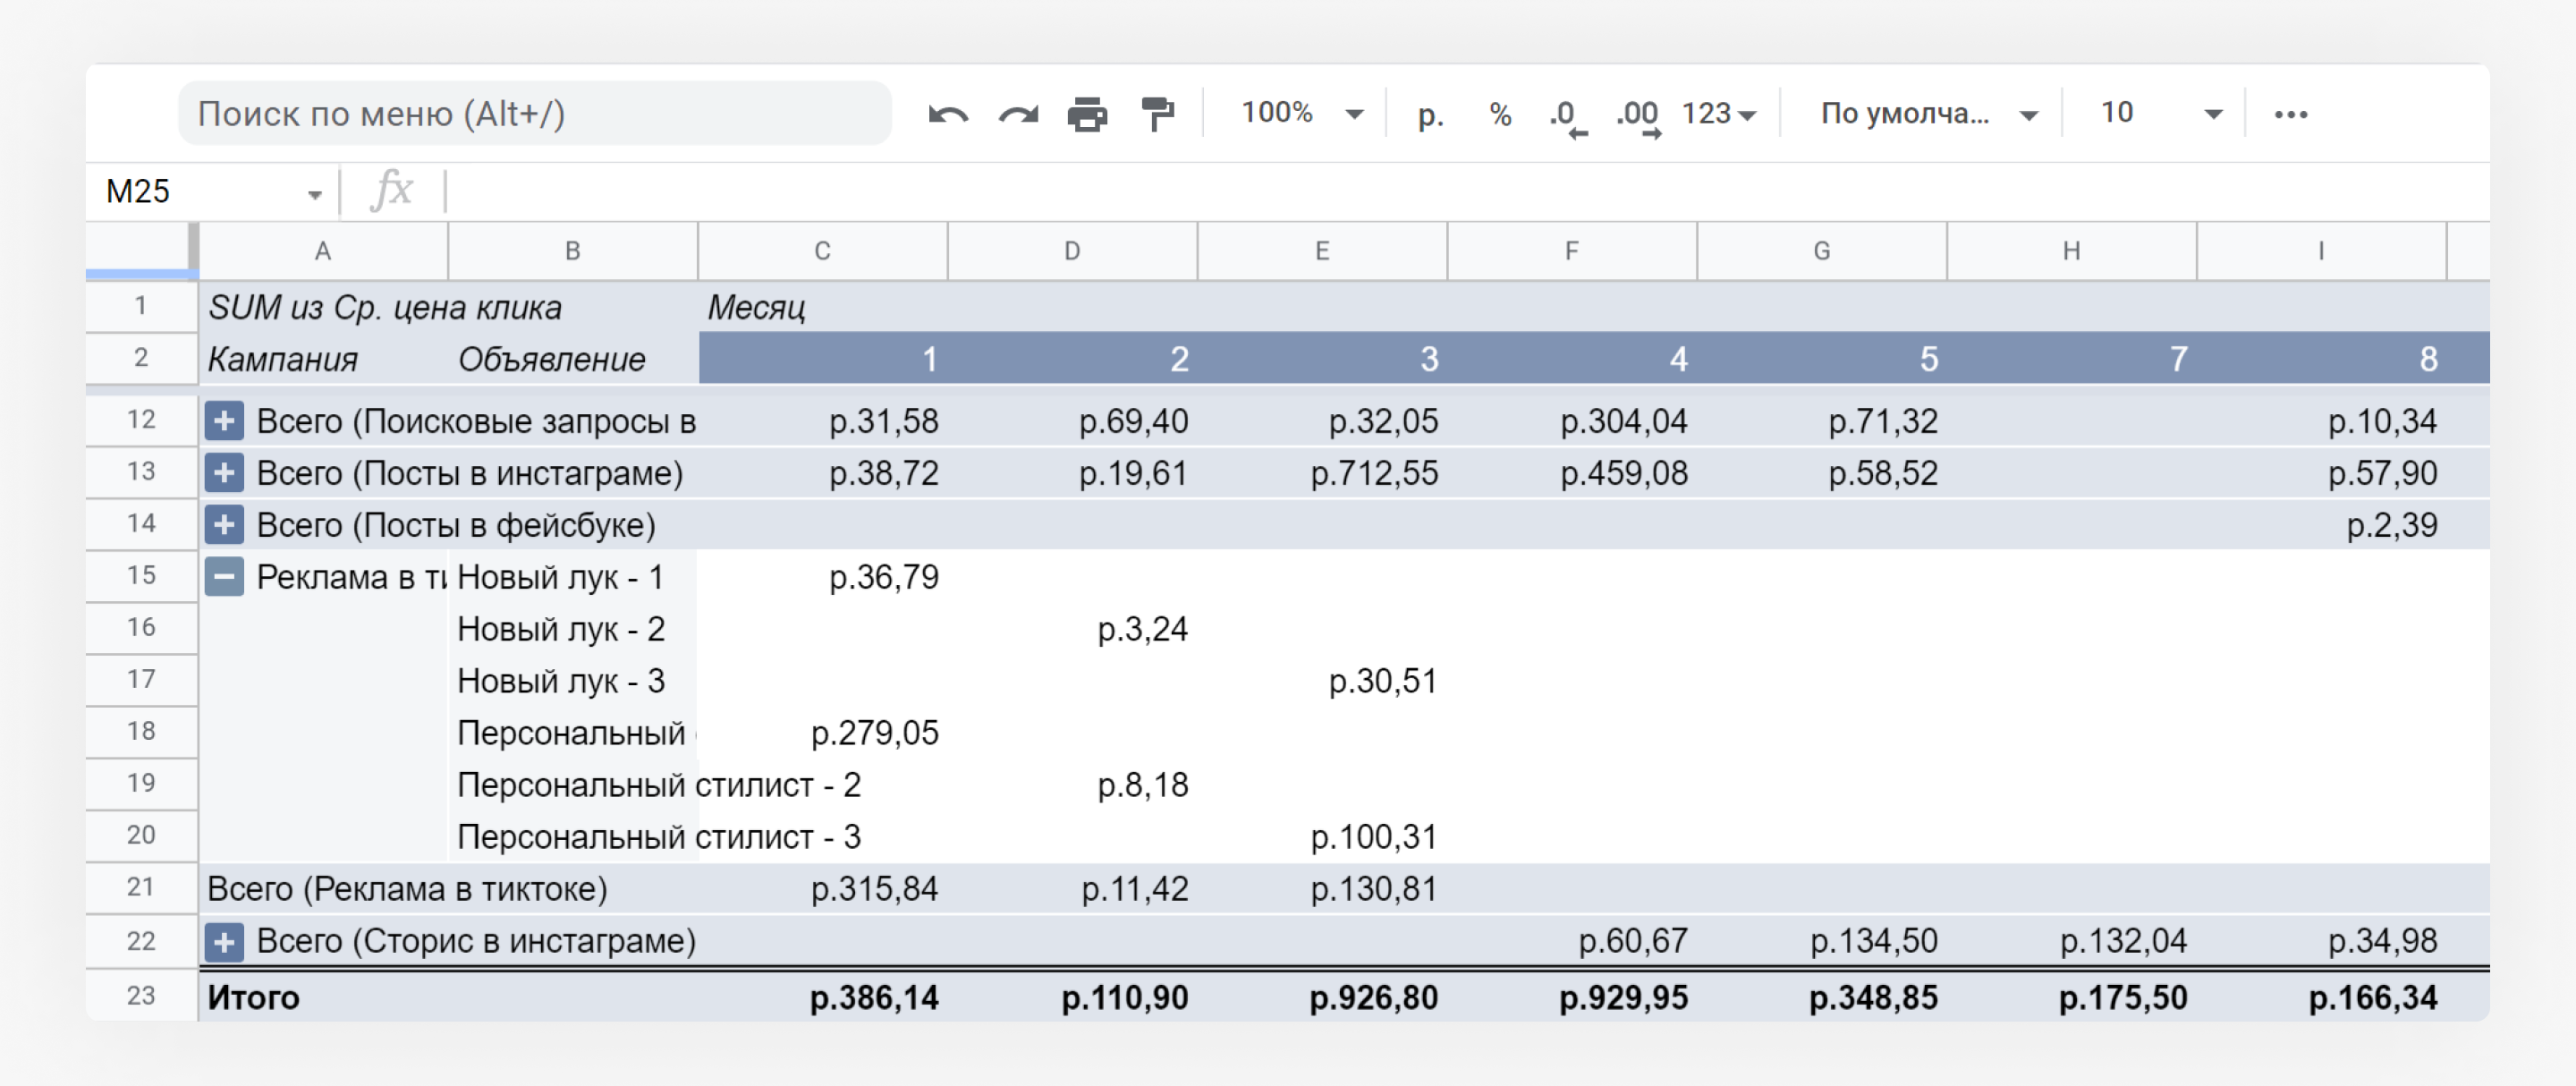 Поиск по меню (Alt+/) 100% р. % .0 .00 123 По умолча... 10
M25 fx
A B C D E F G H I
1 SUM из Ср. цена клика Месяц
2 Кампания Объявление 1 2 3 4 5 7 8
12 + Всего (Поисковые запросы в р.31,58 р.69,40 р.32,05 р.304,04 р.71,32 р.10,34
13 + Всего (Посты в инстаграме) р.38,72 р.19,61 р.712,55 р.459,08 р.58,52 р.57,90
14 + Всего (Посты в фейсбуке) р.2,39
15 − Реклама в ти Новый лук - 1 р.36,79
16 Новый лук - 2 р.3,24
17 Новый лук - 3 р.30,51
18 Персональный р.279,05
19 Персональный стилист - 2 р.8,18
20 Персональный стилист - 3 р.100,31
21 Всего (Реклама в тиктоке) р.315,84 р.11,42 р.130,81
22 + Всего (Сторис в инстаграме) р.60,67 р.134,50 р.132,04 р.34,98
23 Итого р.386,14 р.110,90 р.926,80 р.929,95 р.348,85 р.175,50 р.166,34